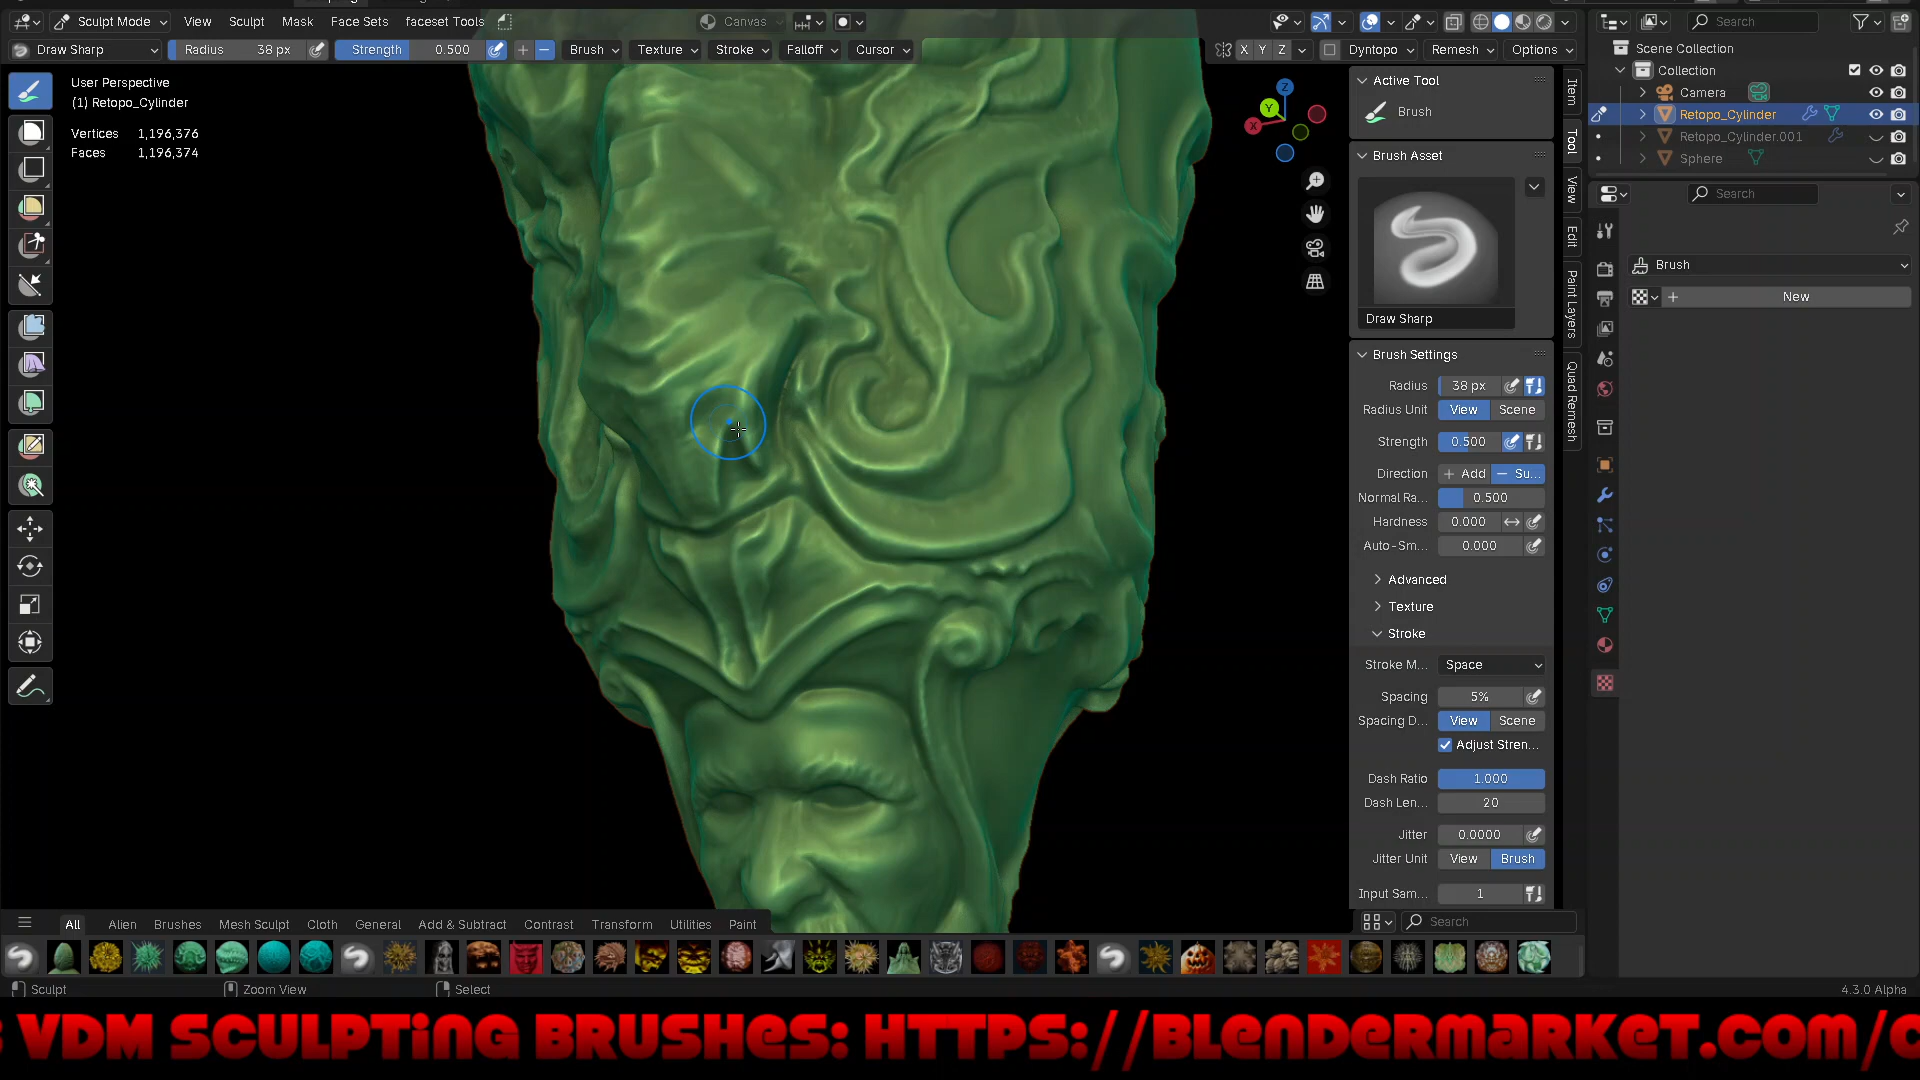 Sculpt Mode View Sculpt Mask Face Sets faceset Tools Canvas Search
Draw Sharp Radius 38 px Strength 0.500 Brush Texture Stroke Falloff Cursor X Y Z Dyntopo Remesh Options
Scene Collection
Collection
Camera
Retopo_Cylinder
Retopo_Cylinder.001
Sphere
Search
Brush
New
User Perspective
(1) Retopo_Cylinder
Vertices 1,196,376
Faces 1,196,374
Z
Y
X
Active Tool
Brush
Brush Asset
Draw Sharp
Brush Settings
Radius 38 px
Radius Unit View Scene
Strength 0.500
Direction Add Su...
Normal Ra... 0.500
Hardness 0.000
Auto-Sm... 0.000
Advanced
Texture
Stroke
Stroke M... Space
Spacing 5%
Spacing D... View Scene
Adjust Stren...
Dash Ratio 1.000
Dash Len... 20
Jitter 0.0000
Jitter Unit View Brush
Input Sam... 1
Item
Tool
View
Edit
Paint Layers
Quad Remesh
All Alien Brushes Mesh Sculpt Cloth General Add & Subtract Contrast Transform Utilities Paint Search
Sculpt Zoom View Select 4.3.0 Alpha
VDM SCULPTING BRUSHES: HTTPS://BLENDERMARKET.COM/C